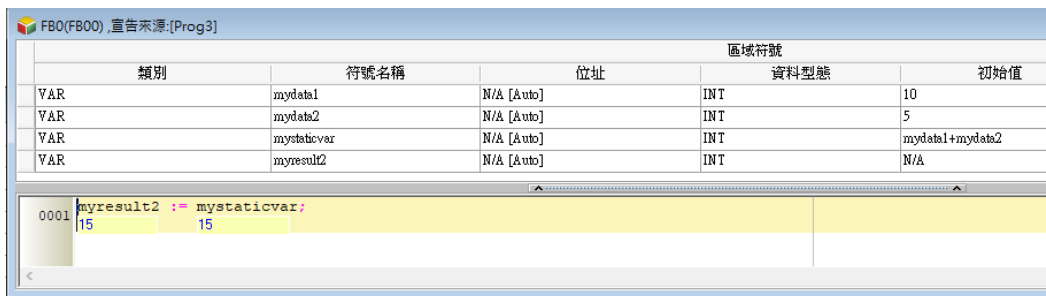 FB0(FB00) ,宣告來源:[Prog3]
區域符號
類別 符號名稱 位址 資料型態 初始值
VAR mydata1 N/A [Auto] INT 10
VAR mydata2 N/A [Auto] INT 5
VAR mystaticvar N/A [Auto] INT mydata1+mydata2
VAR myresult2 N/A [Auto] INT N/A
0001 myresult2 := mystaticvar;
15 15